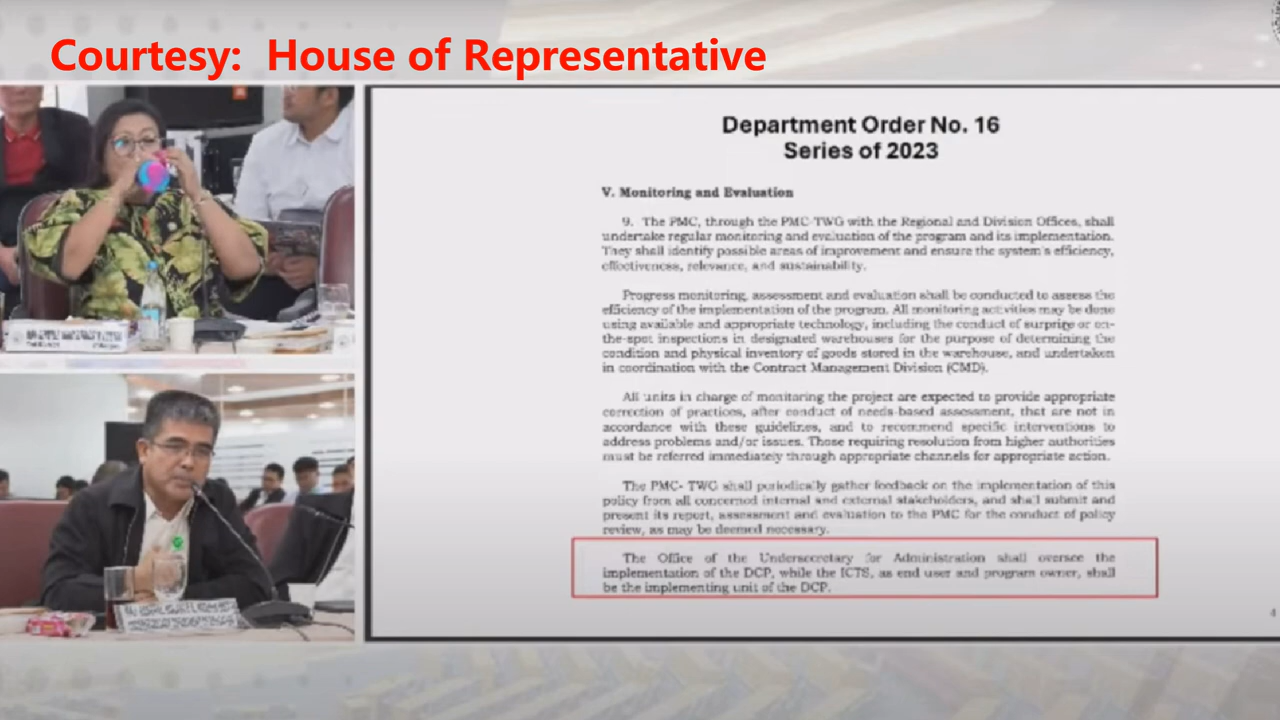 Courtesy: House of Representative
Department Order No. 16
Series of 2023
V. Monitoring and Evaluation
9. The PMC, through the PMC-TWG with the Regional and Division Offices, shall
undertake regular monitoring and evaluation of the program and its implementation.
They shall identify possible areas of improvement and ensure the system's efficiency,
effectiveness, relevance, and sustainability.
Progress monitoring, assessment and evaluation shall be conducted to assess the
efficiency of the implementation of the program. All monitoring activities may be done
using available and appropriate technology, including the conduct of surprise or on-
the-spot inspections in designated warehouses for the purpose of determining the
condition and physical inventory of goods stored in the warehouse, and undertaken
in coordination with the Contract Management Division (CMD).
All units in charge of monitoring the project are expected to provide appropriate
correction of practices, after conduct of needs-based assessment, that are not in
accordance with these guidelines, and to recommend specific interventions to
address problems and/or issues. Those requiring resolution from higher authorities
must be referred immediately through appropriate channels for appropriate action.
The PMC- TWG shall periodically gather feedback on the implementation of this
policy from all concerned internal and external stakeholders, and shall submit and
present its report, assessment and evaluation to the PMC for the conduct of policy
review, as may be deemed necessary.
The Office of the Undersecretary for Administration shall oversee the
implementation of the DCP, while the ICTS, as end user and program owner, shall
be the implementing unit of the DCP.
4